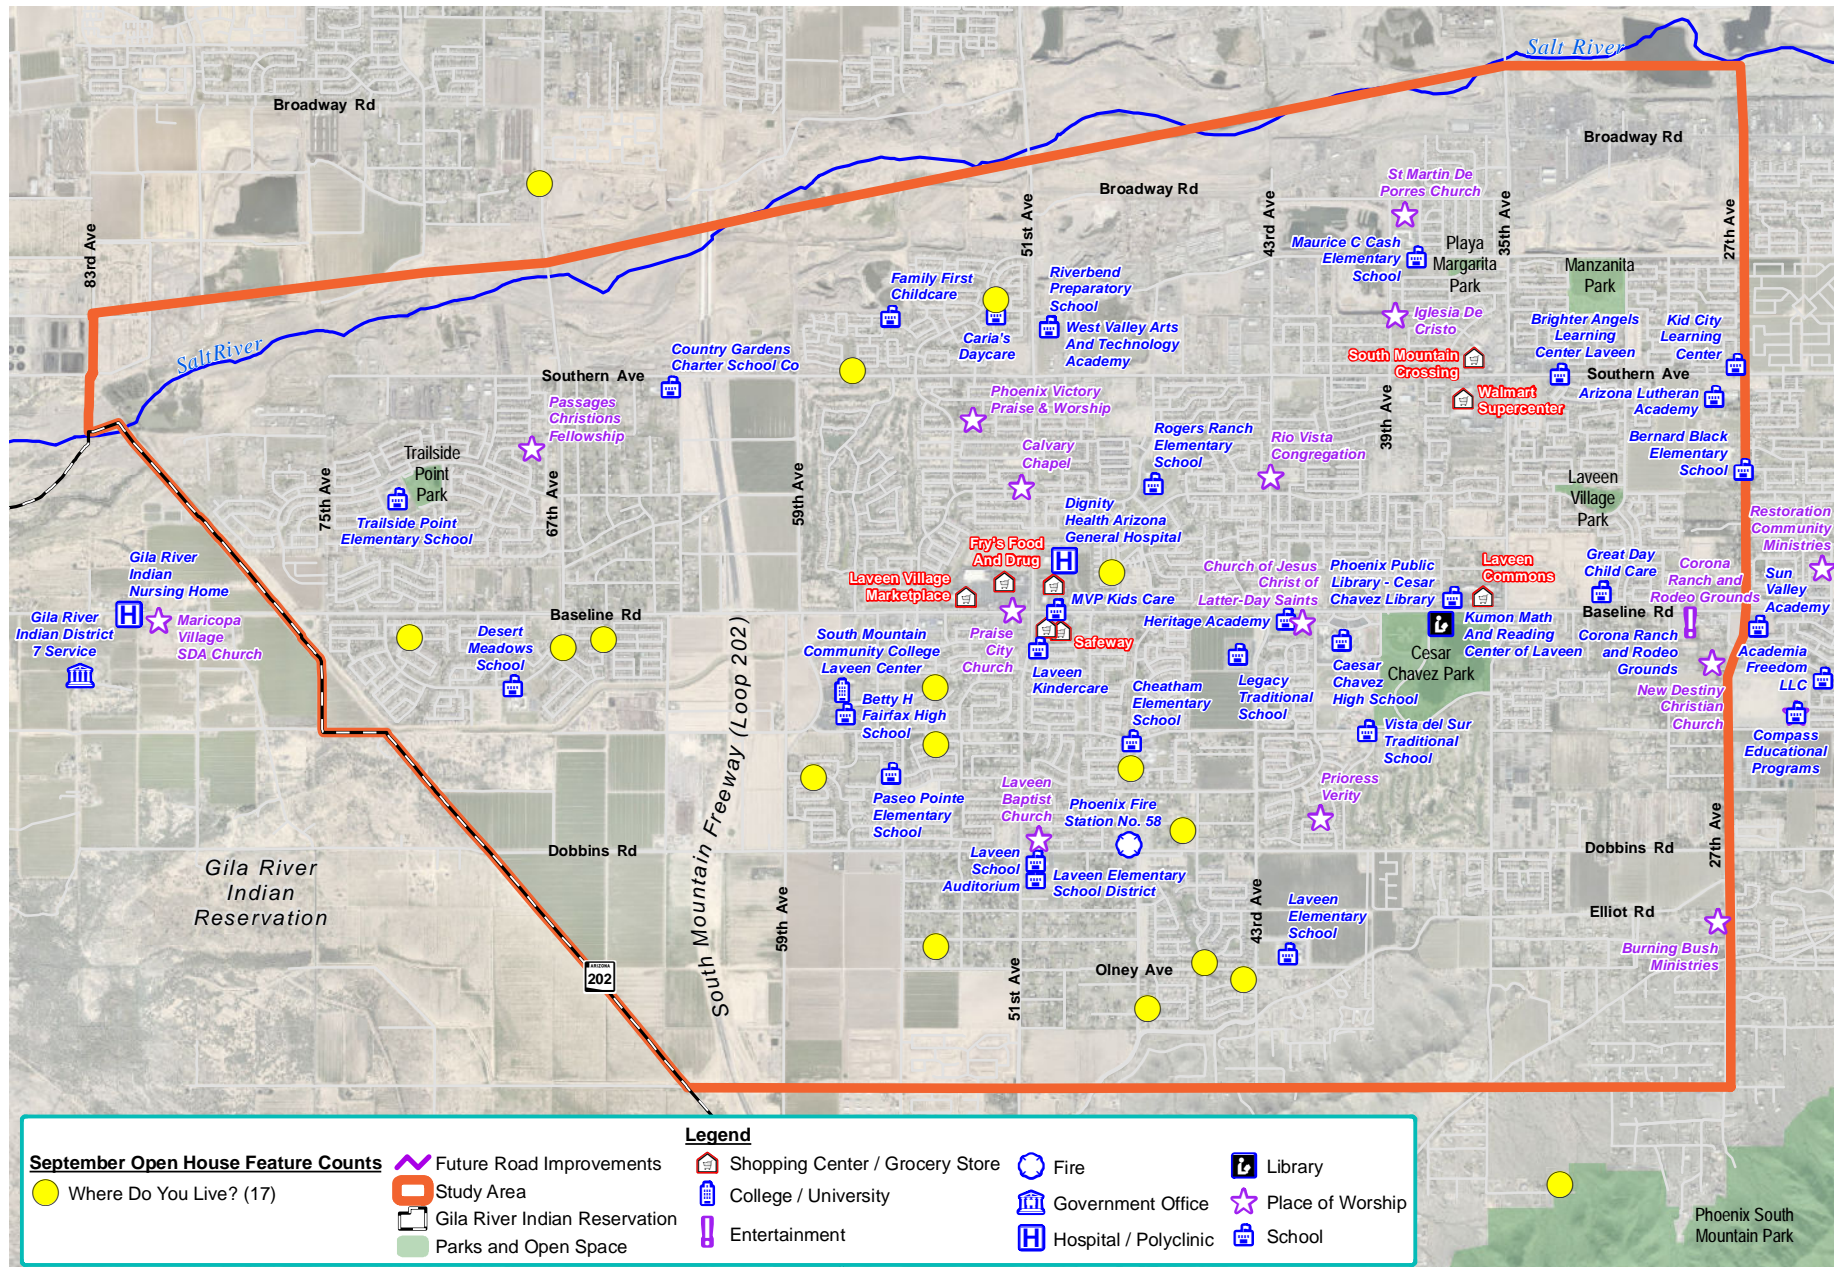 Salt River
Broadway Rd
Broadway Rd
Broadway Rd
St Martin De
Porres Church
83rd Ave
51st Ave
43rd Ave
35th Ave
27th Ave
Maurice C Cash
Elementary
School
Playa
Margarita
Park
Manzanita
Park
Family First
Childcare
Riverbend
Preparatory
School
Caria's
Daycare
West Valley Arts
And Technology
Academy
Iglesia De
Cristo
Brighter Angels
Learning
Center Laveen
Kid City
Learning
Center
SaltRiver
Country Gardens
Charter School Co
South Mountain
Crossing
Southern Ave
Southern Ave
Walmart
Supercenter
Arizona Lutheran
Academy
Passages
Christions
Fellowship
Phoenix Victory
Praise & Worship
39th Ave
Rogers Ranch
Elementary
School
Rio Vista
Congregation
Bernard Black
Elementary
School
Calvary
Chapel
Trailside
Point
Park
75th Ave
67th Ave
59th Ave
Trailside Point
Elementary School
Laveen
Village
Park
Dignity
Health Arizona
General Hospital
Restoration
Community
Ministries
Gila River
Indian
Nursing Home
Fry's Food
And Drug
Laveen Village
Marketplace
Church of Jesus
Christ of
Latter-Day Saints
Phoenix Public
Library - Cesar
Chavez Library
Laveen
Commons
Great Day
Child Care
Corona
Ranch and
Rodeo Grounds
Sun
Valley
Academy
Gila River
Indian District
7 Service
Maricopa
Village
SDA Church
Baseline Rd
Baseline Rd
MVP Kids Care
Heritage Academy
Kumon Math
And Reading
Center of Laveen
Corona Ranch
and Rodeo
Grounds
Desert
Meadows
School
South Mountain
Community College
Laveen Center
Praise
City
Church
Safeway
Laveen
Kindercare
Cesar
Chavez Park
Academia
Freedom
LLC
Betty H
Fairfax High
School
Cheatham
Elementary
School
Legacy
Traditional
School
Caesar
Chavez
High School
New Destiny
Christian
Church
Vista del Sur
Traditional
School
Compass
Educational
Programs
South Mountain Freeway (Loop 202)
Paseo Pointe
Elementary
School
Laveen
Baptist
Church
Phoenix Fire
Station No. 58
Prioress
Verity
27th Ave
Dobbins Rd
Dobbins Rd
Gila River
Indian
Reservation
Laveen
School
Auditorium
Laveen Elementary
School District
59th Ave
43rd Ave
Laveen
Elementary
School
Elliot Rd
Burning Bush
Ministries
ARIZONA
202
51st Ave
Olney Ave
Legend
September Open House Feature Counts
Where Do You Live? (17)
Future Road Improvements
Study Area
Gila River Indian Reservation
Parks and Open Space
Shopping Center / Grocery Store
College / University
Entertainment
Fire
Government Office
Hospital / Polyclinic
Library
Place of Worship
School
Phoenix South
Mountain Park